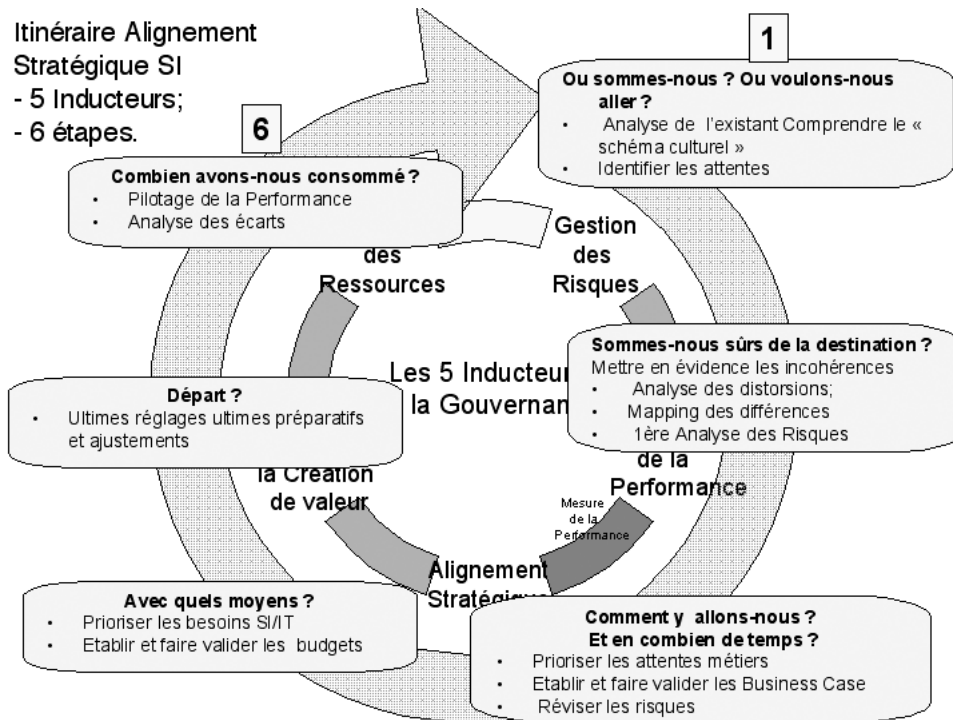 Itinéraire Alignement
Stratégique SI
- 5 Inducteurs;
- 6 étapes.
1
Ou sommes-nous ? Ou voulons-nous
aller ?
• Analyse de l'existant Comprendre le «
schéma culturel »
• Identifier les attentes
6
Combien avons-nous consommé ?
• Pilotage de la Performance
• Analyse des écarts
des
Ressources
Gestion
des
Risques
Les 5 Inducteu
la Gouvernan
Sommes-nous sûrs de la destination ?
Mettre en évidence les incohérences
• Analyse des distorsions;
• Mapping des différences
• 1ère Analyse des Risques
Départ ?
• Ultimes réglages ultimes préparatifs
et ajustements
la Création
de valeur
de la
Performance
Mesure
de la
Performance
Alignement
Stratégique
Avec quels moyens ?
• Prioriser les besoins SI/IT
• Etablir et faire valider les budgets
Comment y allons-nous ?
Et en combien de temps ?
• Prioriser les attentes métiers
• Etablir et faire valider les Business Case
• Réviser les risques